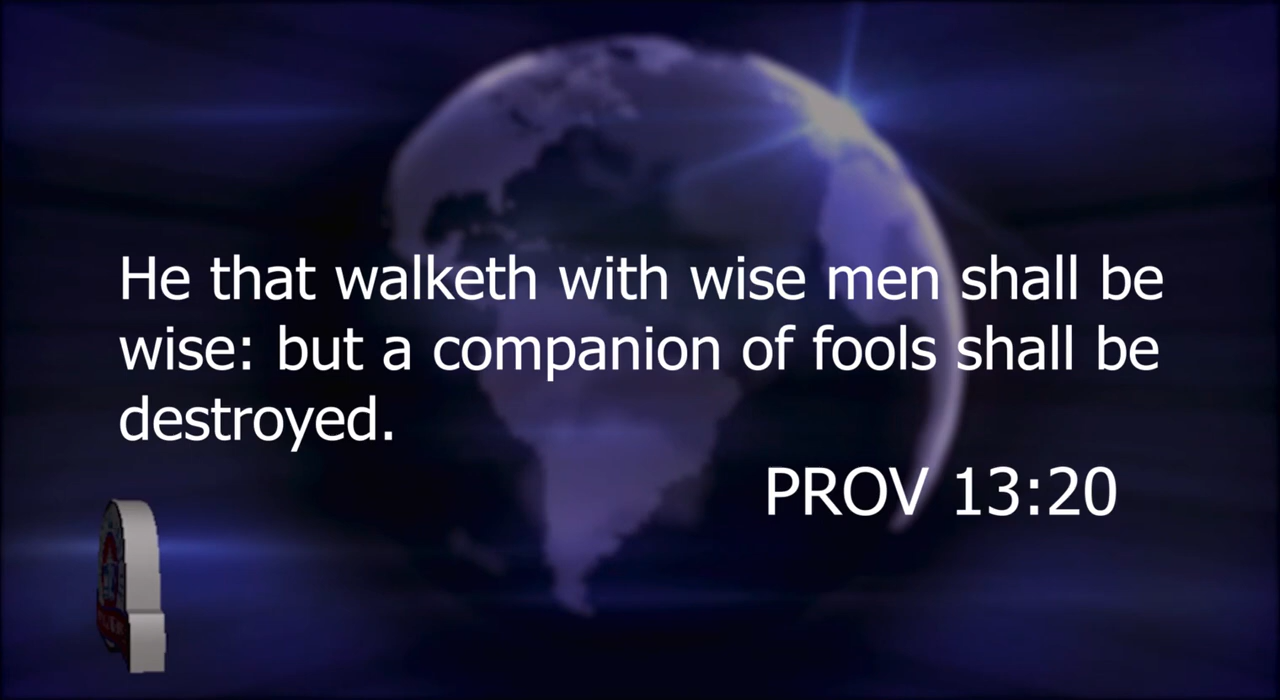 He that walketh with wise men shall be
wise: but a companion of fools shall be
destroyed.
PROV 13:20